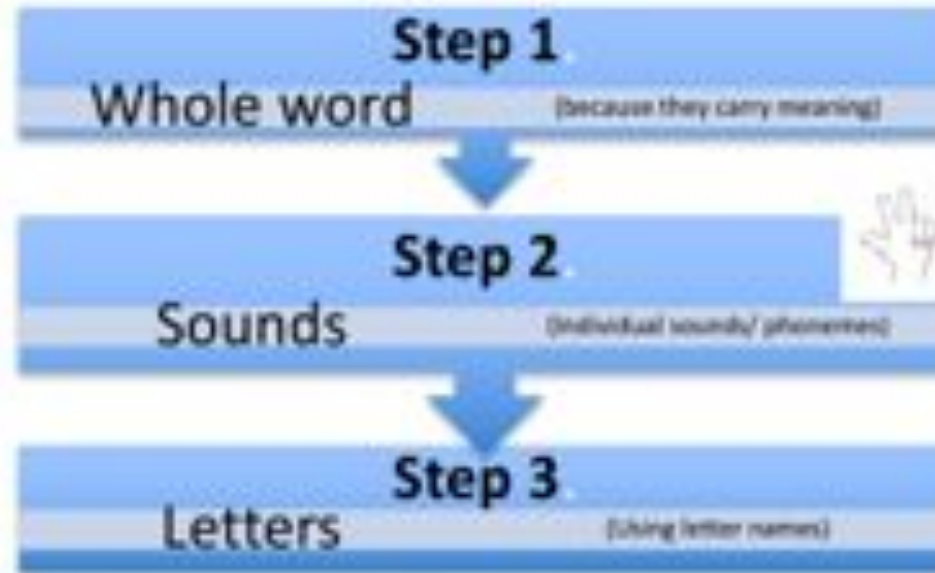 Step 1.
Whole word (because they carry meaning)
Step 2.
Sounds (Individual sounds/ phonemes)
Step 3.
Letters (Using letter names)